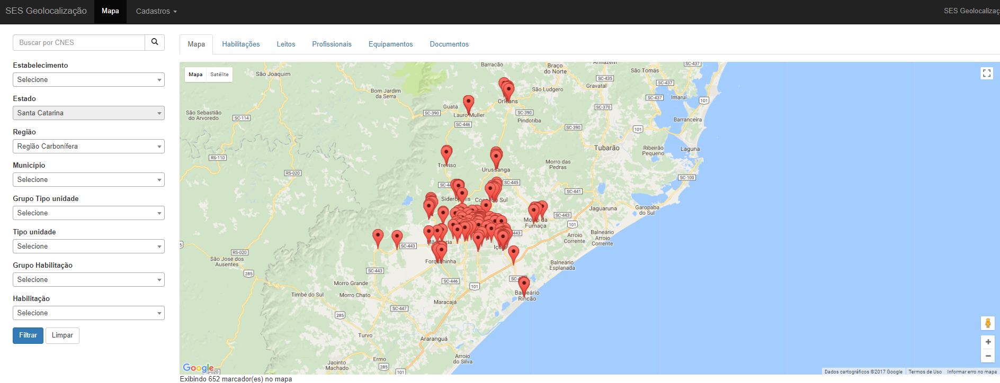 SES Geolocalização
Mapa
Cadastros
SES Geolocalizaç
Buscar por CNES
Estabelecimento
Selecione
Estado
Santa Catarina
Região
Região Carbonífera
Município
Selecione
Grupo Tipo unidade
Selecione
Tipo unidade
Selecione
Grupo Habilitação
Selecione
Habilitação
Selecione
Filtrar
Limpar
Mapa
Habilitações
Leitos
Profissionais
Equipamentos
Documentos
Mapa
Satélite
São Joaquim
Barracão
Braço
do Norte
Armazém
SC-437
São Tomás
SC-435
SC-437
Gravatal
São Ludgero
Bom Jardim
da Serra
Orleans
SC-437
Imaruí
101
Guatá
SC-370
São Sebastião
do Arvoredo
SC-114
SC-390
Lauro Muller
SC-390
Pindotiba
Barranceira
SC-446
SC-390
101
Tubarão
Ribeirão
Pequeno
Laguna
RS-110
Treviso
Morro das
Pedras
Urussanga
RS-020
SC-100
SC-445
SC-441
Jaguaruna
Garopaba
do Sul
SC-443
Fumaça
101
SC-443
Balneário
Arroio
Corrente
Arroio
Corrente
SC-443
RS-020
São José dos
Ausentes
Forquilhinha
Balneário
Esplanada
285
SC-443
SC-446
101
Morro Grande
Timbé do Sul
Morro Chato
Balneário
Rincão
Maracajá
SC-447
285
Turvo
Araranguá
Arroio
do Silva
Ermo
Jacinto
Machado
285
101
RS-020
Google
Dados cartográficos ©2017 Google
Termos de Uso
Informar erro no mapa
Exibindo 652 marcador(es) no mapa